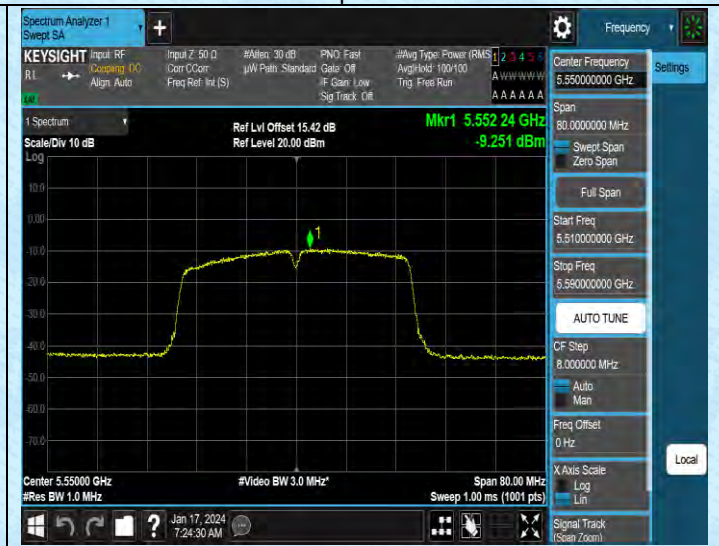 Spectrum Analyzer 1
Swept SA
Frequency
KEYSIGHT
Input: RF
Coupling: DC
Align: Auto
Input Z: 50 Ω
Corr CCorr
Freq Ref: Int (S)
#Atten: 30 dB
µW Path: Standard
PNO: Fast
Gate: Off
IF Gain: Low
Sig Track: Off
#Avg Type: Power (RMS
Avg|Hold: 100/100
Trig: Free Run
1 2 3 4 5 6
A W W W W W
A A A A A A
Center Frequency
5.550000000 GHz
Settings
1 Spectrum
Scale/Div 10 dB
Ref Lvl Offset 15.42 dB
Ref Level 20.00 dBm
Mkr1 5.552 24 GHz
-9.251 dBm
Span
80.0000000 MHz
Swept Span
Zero Span
Full Span
Start Freq
5.510000000 GHz
Stop Freq
5.590000000 GHz
AUTO TUNE
CF Step
8.000000 MHz
Auto
Man
Freq Offset
0 Hz
X Axis Scale
Log
Lin
Signal Track
(Span Zoom)
Local
Log
10.0
0.00
-10.0
-20.0
-30.0
-40.0
-50.0
-60.0
-70.0
1
Center 5.55000 GHz
#Res BW 1.0 MHz
#Video BW 3.0 MHz*
Span 80.00 MHz
Sweep 1.00 ms (1001 pts)
?
Jan 17, 2024
7:24:30 AM